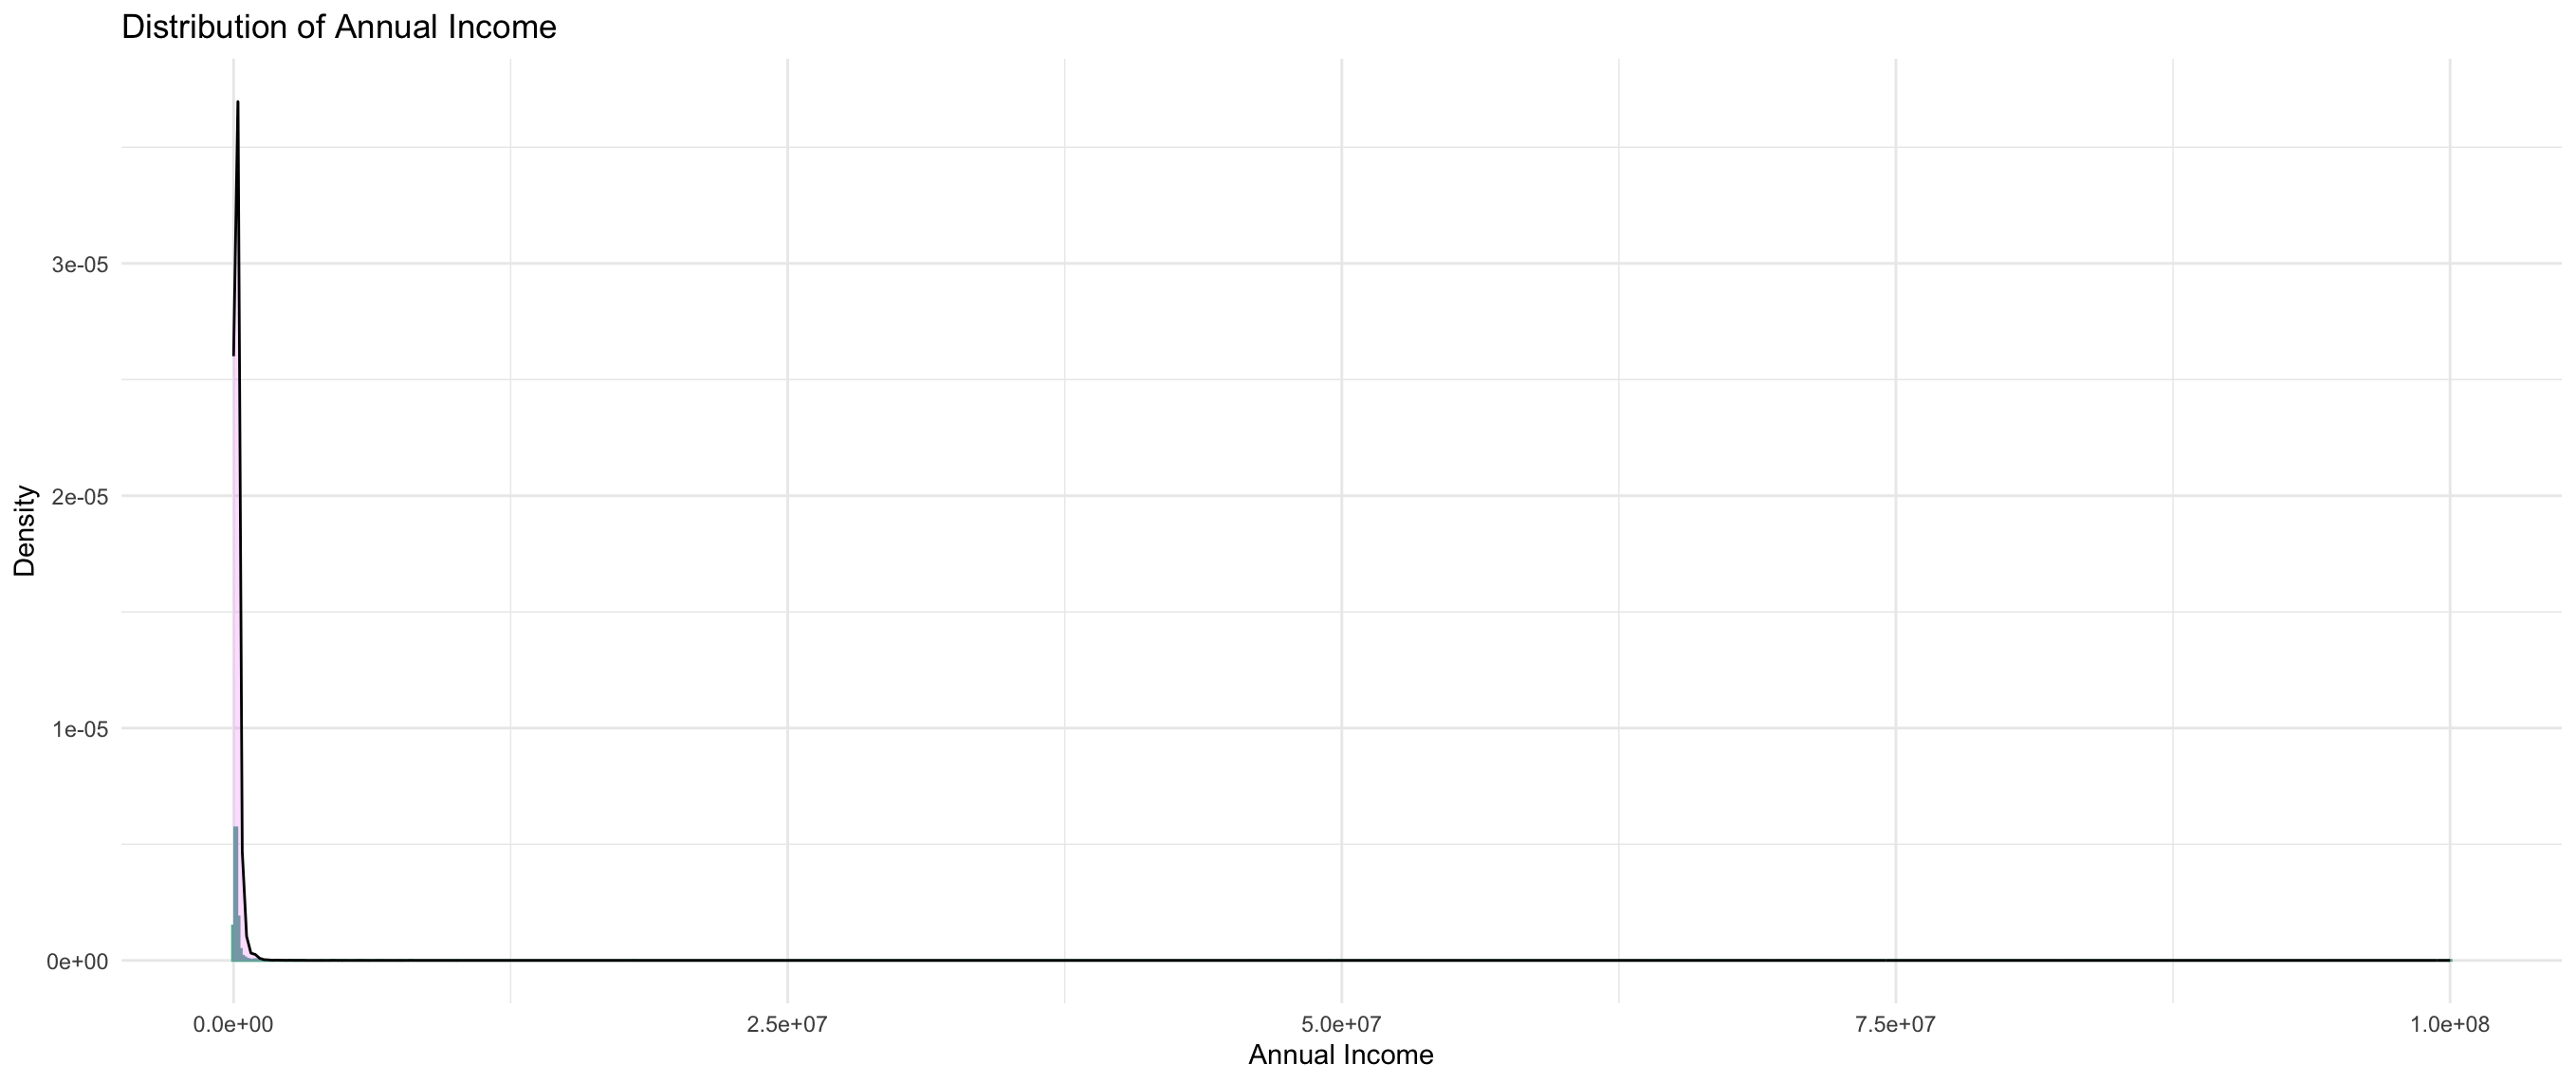 Distribution of Annual Income
Density
3e-05
2e-05
1e-05
0e+00
0.0e+00 2.5e+07 5.0e+07 7.5e+07 1.0e+08
Annual Income